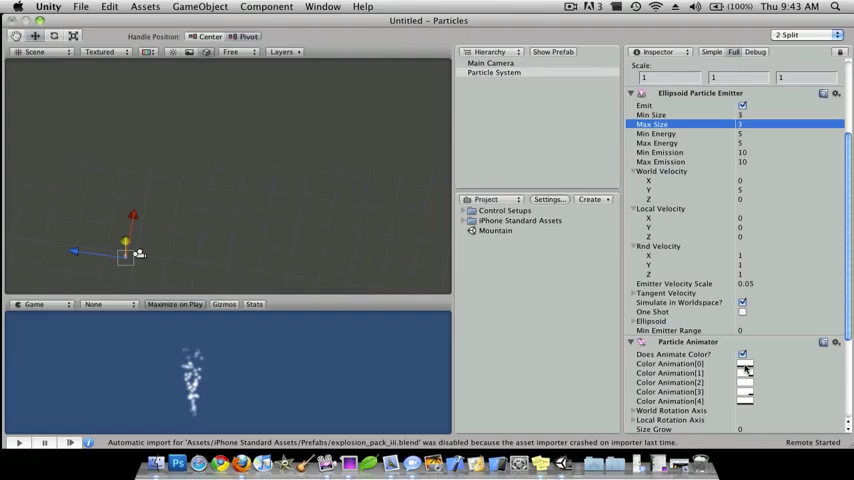 Unity File Edit Assets GameObject Component Window Help 3 (100%) Thu 9:43 AM
Untitled - Particles
Handle Position: Center Pivot 2 Split
Scene Textured Free Layers
Hierarchy Show Prefab
Main Camera
Particle System
Inspector Simple Full Debug
Scale:
1 1 1
Ellipsoid Particle Emitter
Emit
Min Size 3
Max Size 3
Min Energy 5
Max Energy 5
Min Emission 10
Max Emission 10
World Velocity
X 0
Y 5
Z 0
Local Velocity
X 0
Y 0
Z 0
Rnd Velocity
X 1
Y 1
Z 1
Emitter Velocity Scale 0.05
Tangent Velocity
Simulate in Worldspace?
One Shot
Ellipsoid
Min Emitter Range 0
Particle Animator
Does Animate Color?
Color Animation[0]
Color Animation[1]
Color Animation[2]
Color Animation[3]
Color Animation[4]
World Rotation Axis
Local Rotation Axis
Size Grow 0
Project Settings... Create
Control Setups
iPhone Standard Assets
Mountain
Game None Maximize on Play Gizmos Stats
Automatic import for 'Assets/iPhone Standard Assets/Prefabs/explosion_pack_iii.blend' was disabled because the asset importer crashed on importer last time.
Remote Started